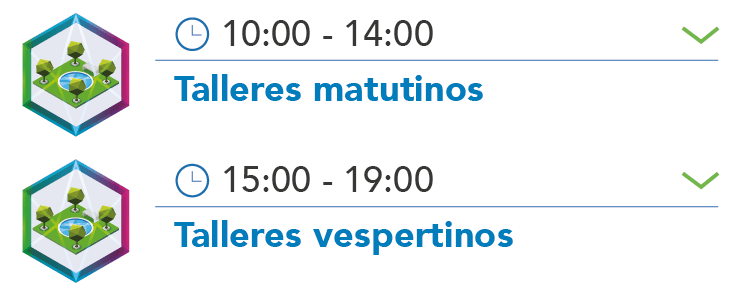 10:00 - 14:00
Talleres matutinos
15:00 - 19:00
Talleres vespertinos